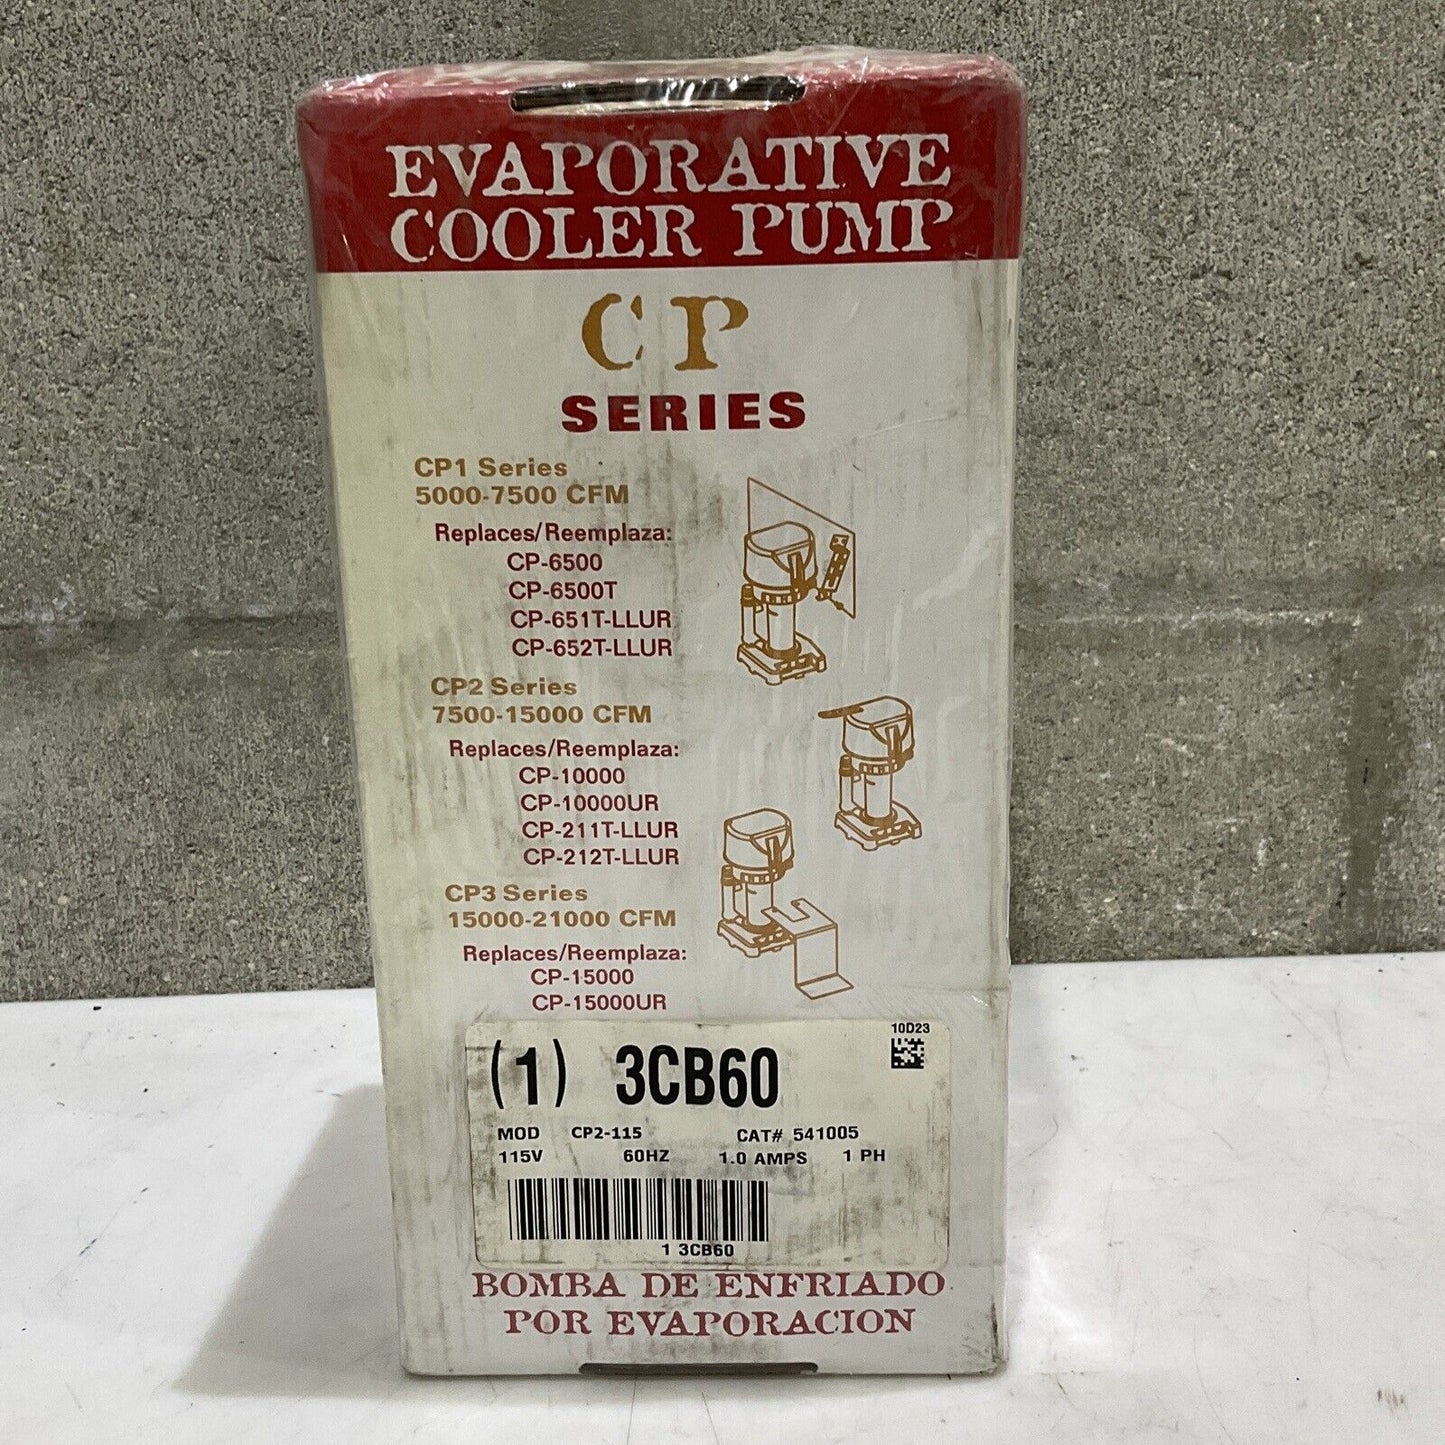 EVAPORATIVE
COOLER PUMP
CP
SERIES
CP1 Series
5000-7500 CFM
Replaces/Reemplaza:
CP-6500
CP-6500T
CP-651T-LLUR
CP-652T-LLUR
CP2 Series
7500-15000 CFM
Replaces/Reemplaza:
CP-10000
CP-10000UR
CP-211T-LLUR
CP-212T-LLUR
CP3 Series
15000-21000 CFM
Replaces/Reemplaza:
CP-15000
CP-15000UR
10D23
(1) 3CB60
MOD CP2-115 CAT# 541005
115V 60HZ 1.0 AMPS 1 PH
1 3CB60
BOMBA DE ENFRIADO
POR EVAPORACION